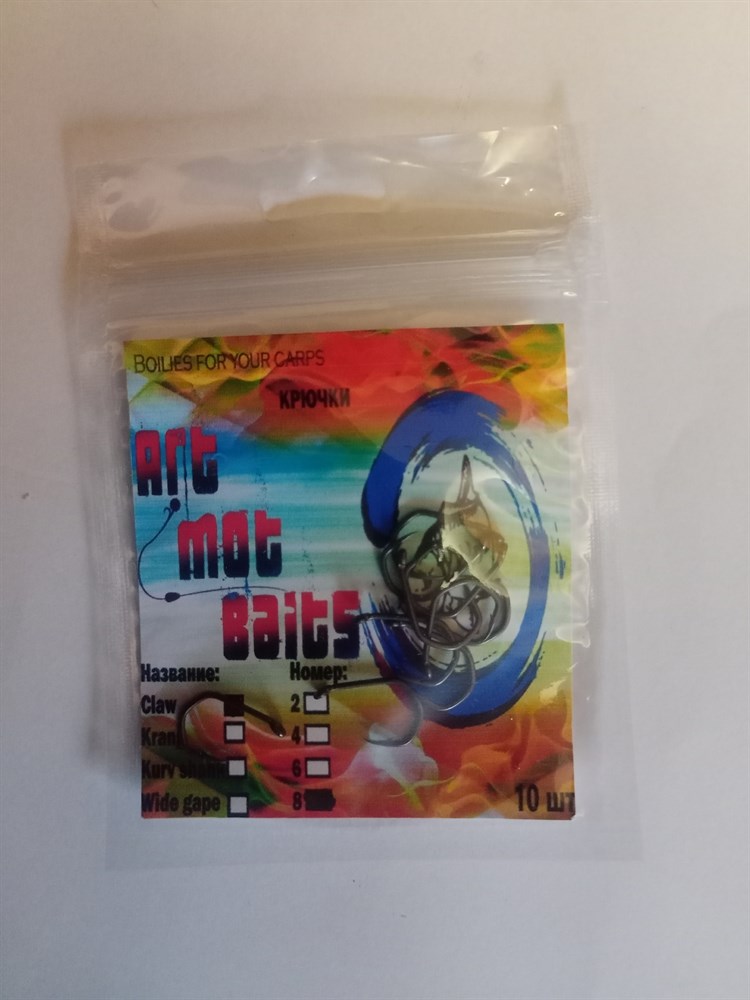 BOILIES FOR YOUR CARPS
КРЮЧКИ
Art
Mot
Baits
Название: Номер:
Claw 2
4
Kurv 6
Wide gape 8
10 шт